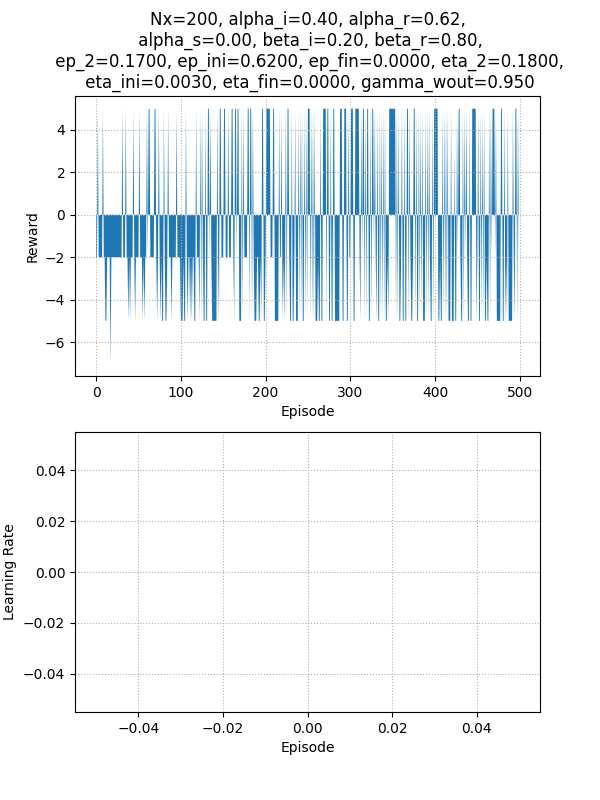 Nx=200, alpha_i=0.40, alpha_r=0.62,
alpha_s=0.00, beta_i=0.20, beta_r=0.80,
ep_2=0.1700, ep_ini=0.6200, ep_fin=0.0000, eta_2=0.1800,
eta_ini=0.0030, eta_fin=0.0000, gamma_wout=0.950
4
2
0
−2
−4
−6
Reward
0 100 200 300 400 500
Episode
0.04
0.02
0.00
−0.02
−0.04
Learning Rate
−0.04 −0.02 0.00 0.02 0.04
Episode